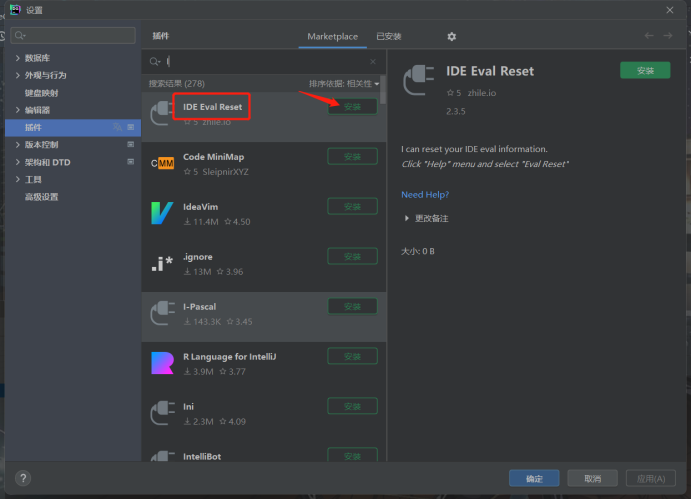 设置
数据库
外观与行为
键盘映射
编辑器
插件
版本控制
架构和 DTD
工具
高级设置
插件
Marketplace
已安装
I
搜索结果 (278)
排序依据: 相关性
IDE Eval Reset
5 zhile.io
安装
Code MiniMap
5 SleipnirXYZ
安装
IdeaVim
11.4M 4.50
安装
.i*
.ignore
13M 3.96
安装
I-Pascal
143.3K 3.45
安装
R Language for IntelliJ
3.9M 3.77
安装
Ini
2.3M 4.09
安装
IntelliBot
安装
IDE Eval Reset
安装
5 zhile.io
2.3.5
I can reset your IDE eval information.
Click "Help" menu and select "Eval Reset"
Need Help?
更改备注
大小: 0 B
?
确定
取消
应用(A)